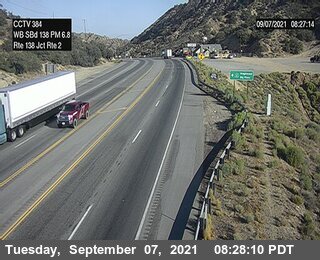 CCTV 384
WB SBd 138 PM 6.8
Rte 138 Jct Rte 2
09/07/2021 08:28:14
Tuesday, September 07, 2021 08:28:10 PDT